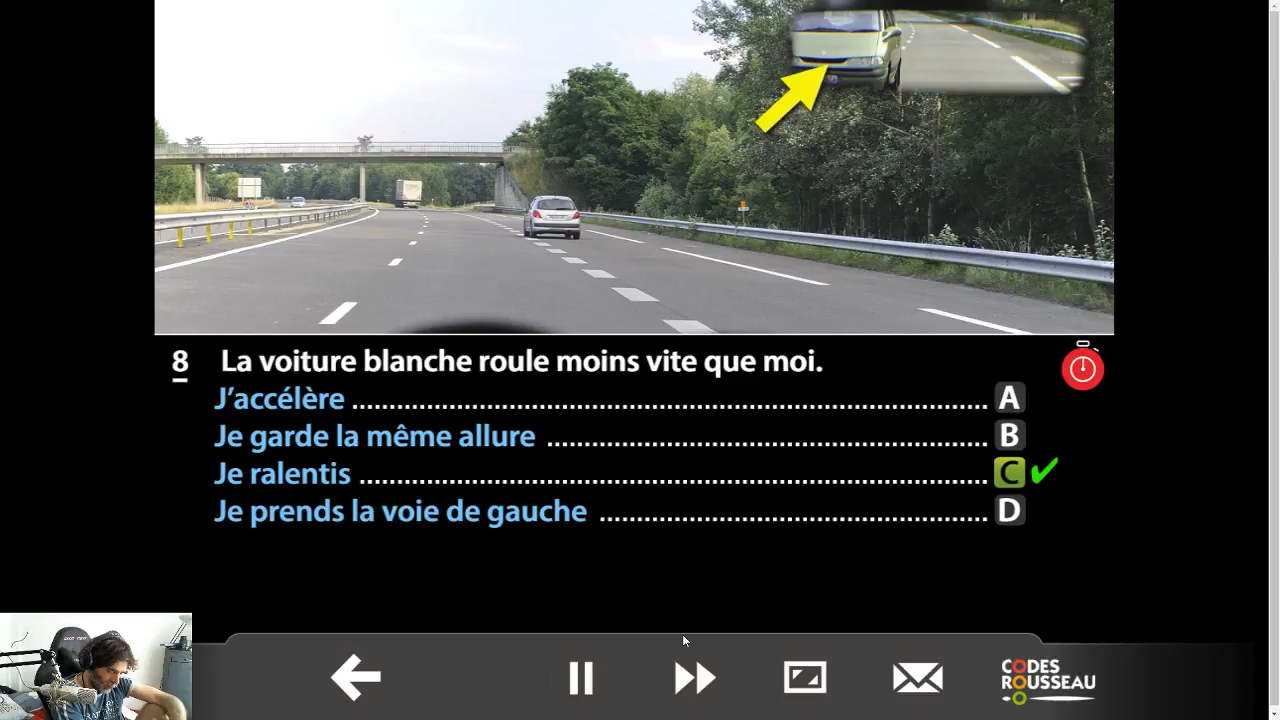 8 La voiture blanche roule moins vite que moi.
J'accélère ........ A
Je garde la même allure ........ B
Je ralentis ........ C ✔
Je prends la voie de gauche ........ D
CODES
ROUSSEAU